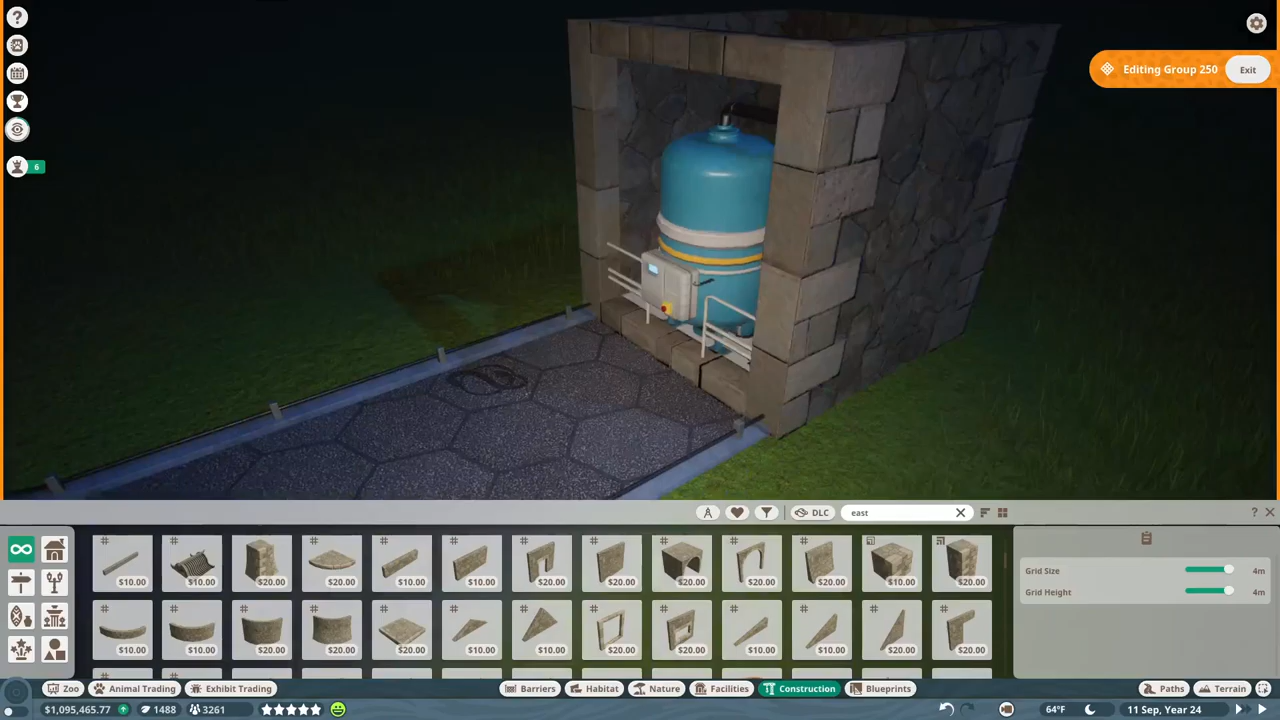 Editing Group 250 Exit
6
DLC east
$10.00 $10.00 $20.00 $20.00 $10.00 $10.00 $20.00 $20.00 $20.00 $20.00 $20.00 $10.00 $20.00
$10.00 $10.00 $20.00 $20.00 $20.00 $10.00 $20.00 $20.00 $20.00 $10.00 $10.00 $20.00 $20.00
Grid Size 4m
Grid Height 4m
Zoo Animal Trading Exhibit Trading Barriers Habitat Nature Facilities Construction Blueprints Paths Terrain
$1,095,465.77 1488 3261 64°F 11 Sep, Year 24